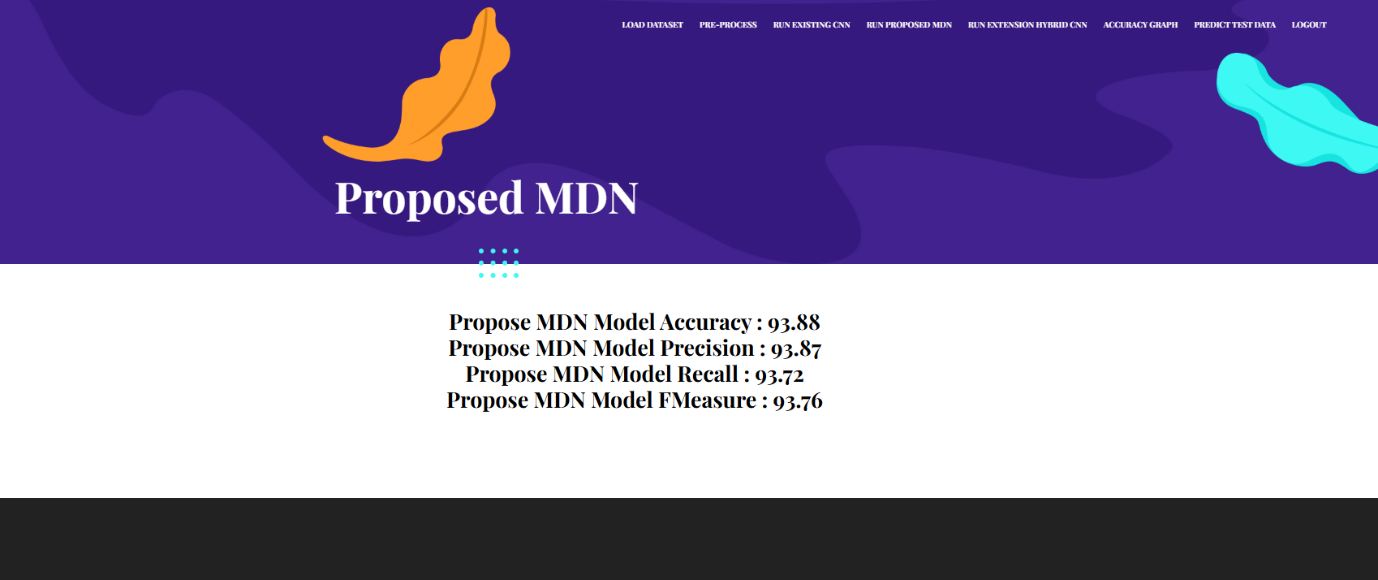 LOAD DATASET PRE-PROCESS RUN EXISTING CNN RUN PROPOSED MDN RUN EXTENSION HYBRID CNN ACCURACY GRAPH PREDICT TEST DATA LOGOUT
Proposed MDN
Propose MDN Model Accuracy : 93.88
Propose MDN Model Precision : 93.87
Propose MDN Model Recall : 93.72
Propose MDN Model FMeasure : 93.76